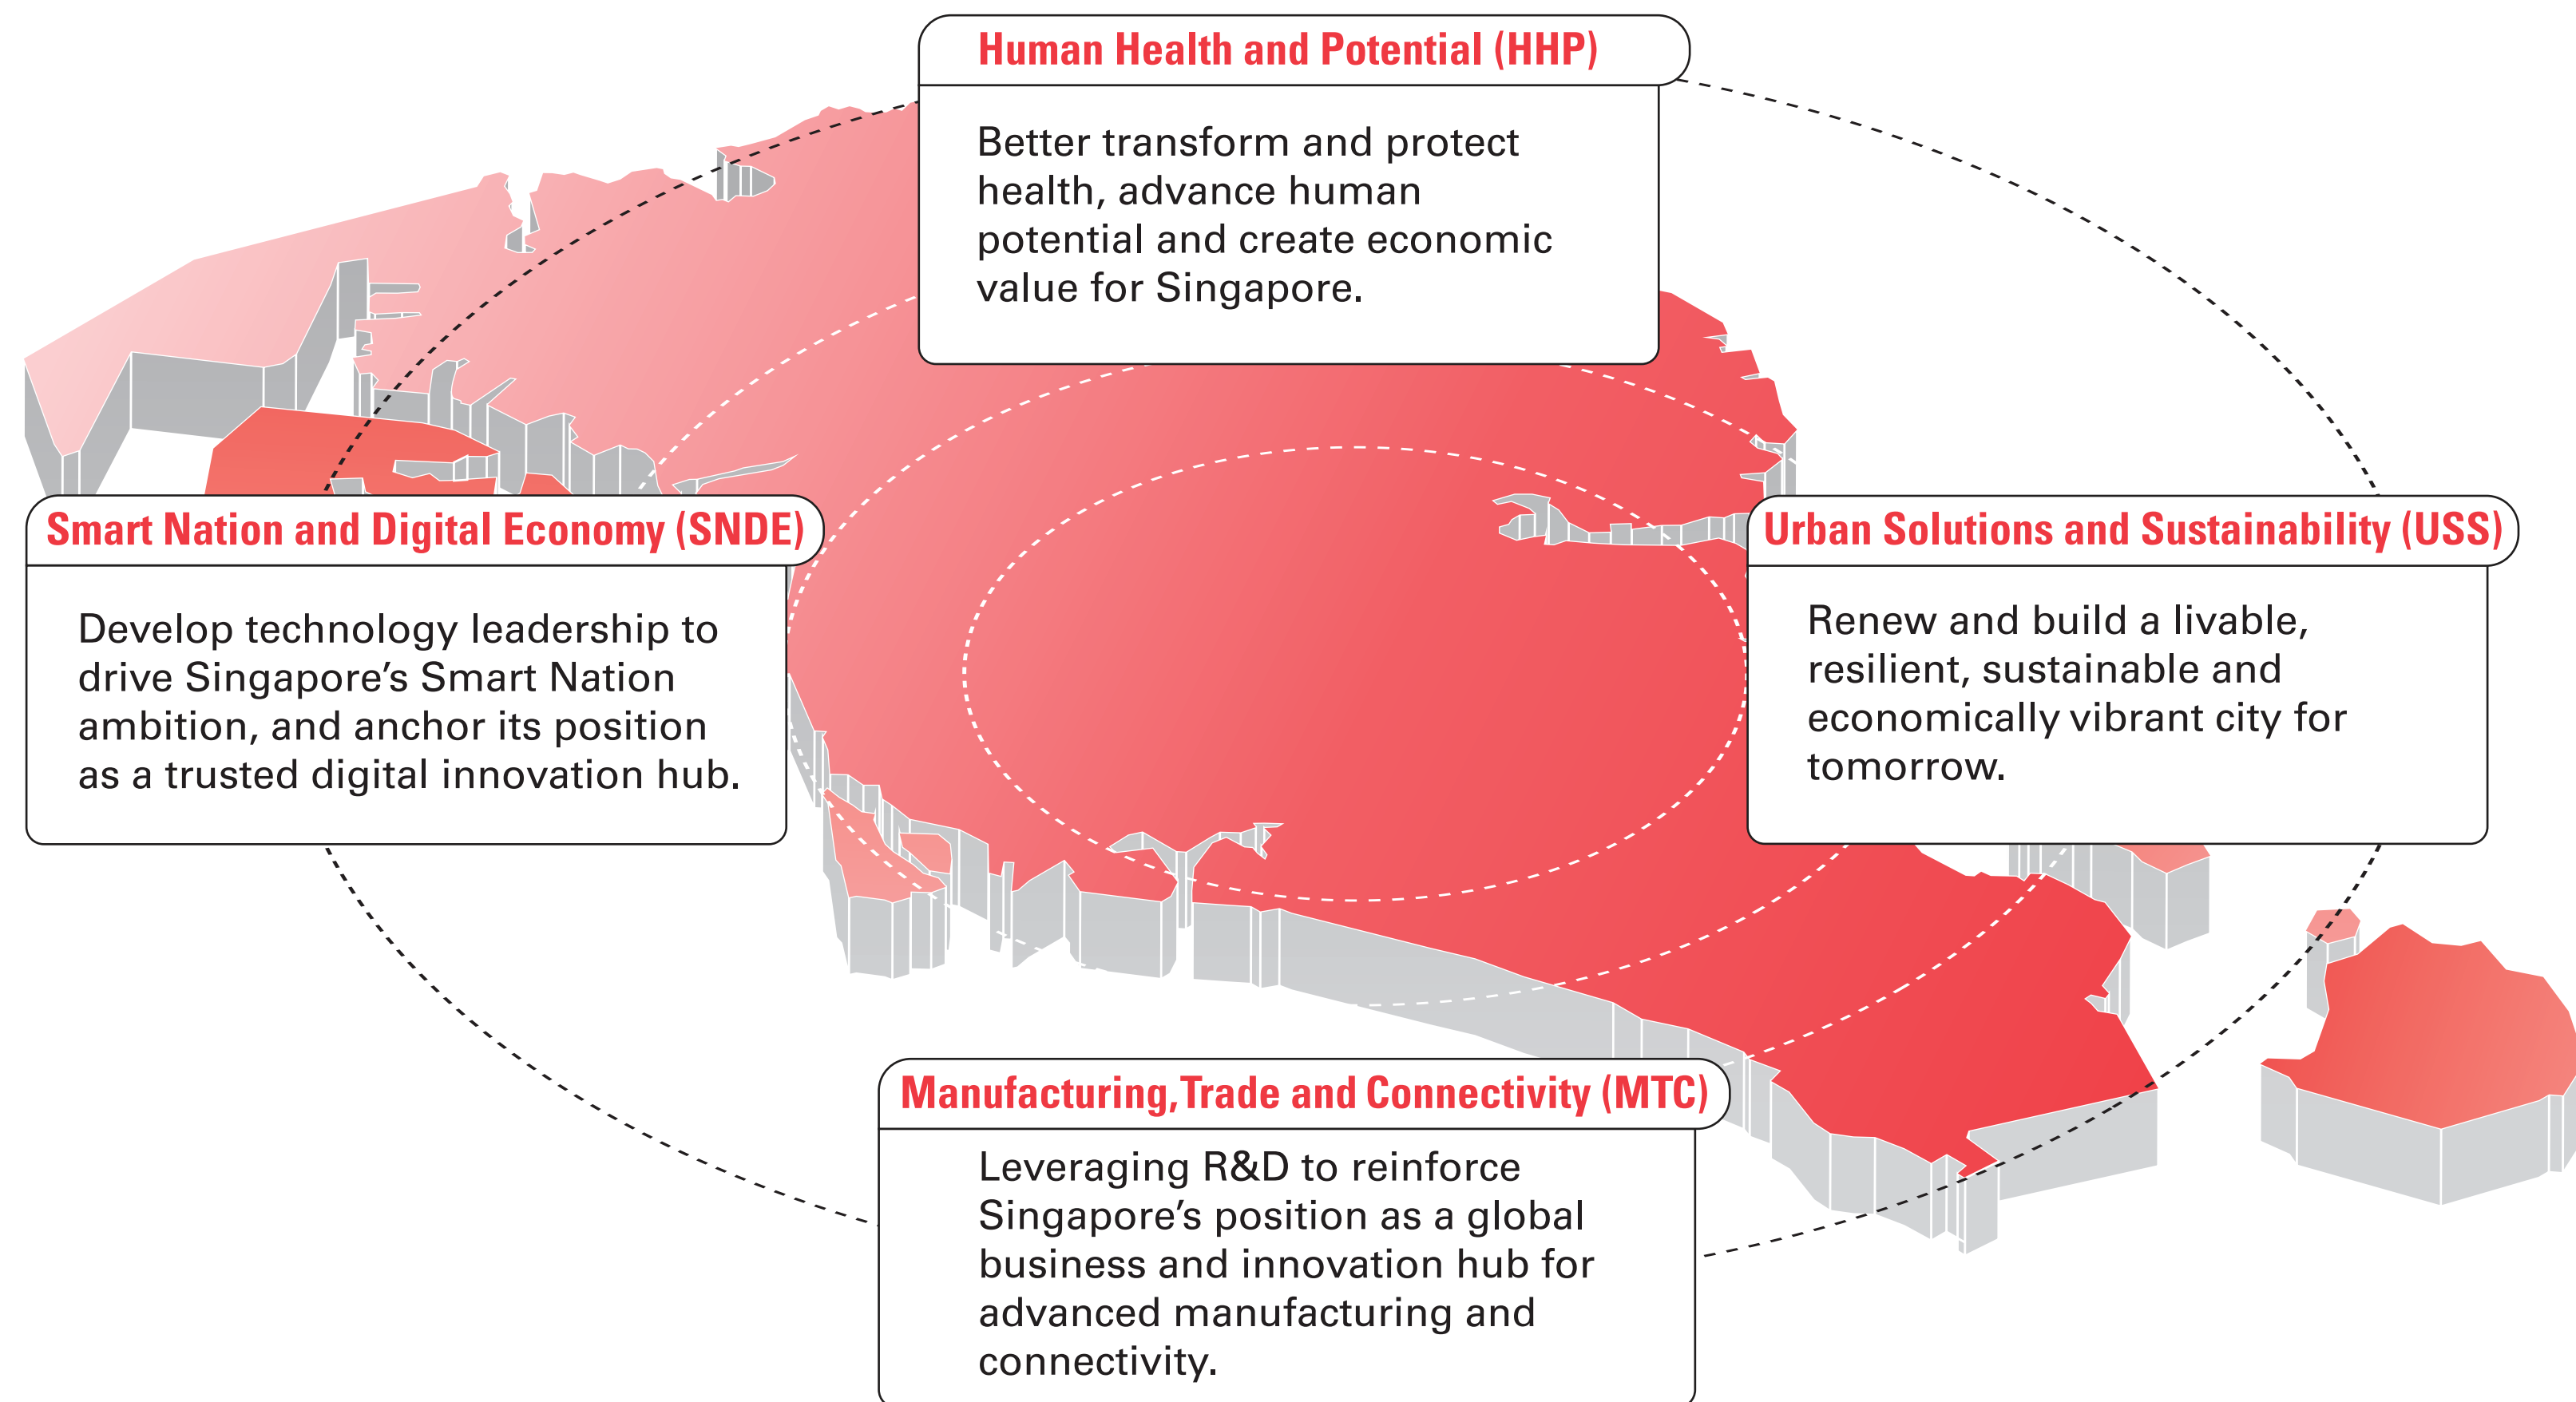 Human Health and Potential (HHP)
Better transform and protect
health, advance human
potential and create economic
value for Singapore.
Smart Nation and Digital Economy (SNDE)
Develop technology leadership to
drive Singapore’s Smart Nation
ambition, and anchor its position
as a trusted digital innovation hub.
Urban Solutions and Sustainability (USS)
Renew and build a livable,
resilient, sustainable and
economically vibrant city for
tomorrow.
Manufacturing, Trade and Connectivity (MTC)
Leveraging R&D to reinforce
Singapore’s position as a global
business and innovation hub for
advanced manufacturing and
connectivity.